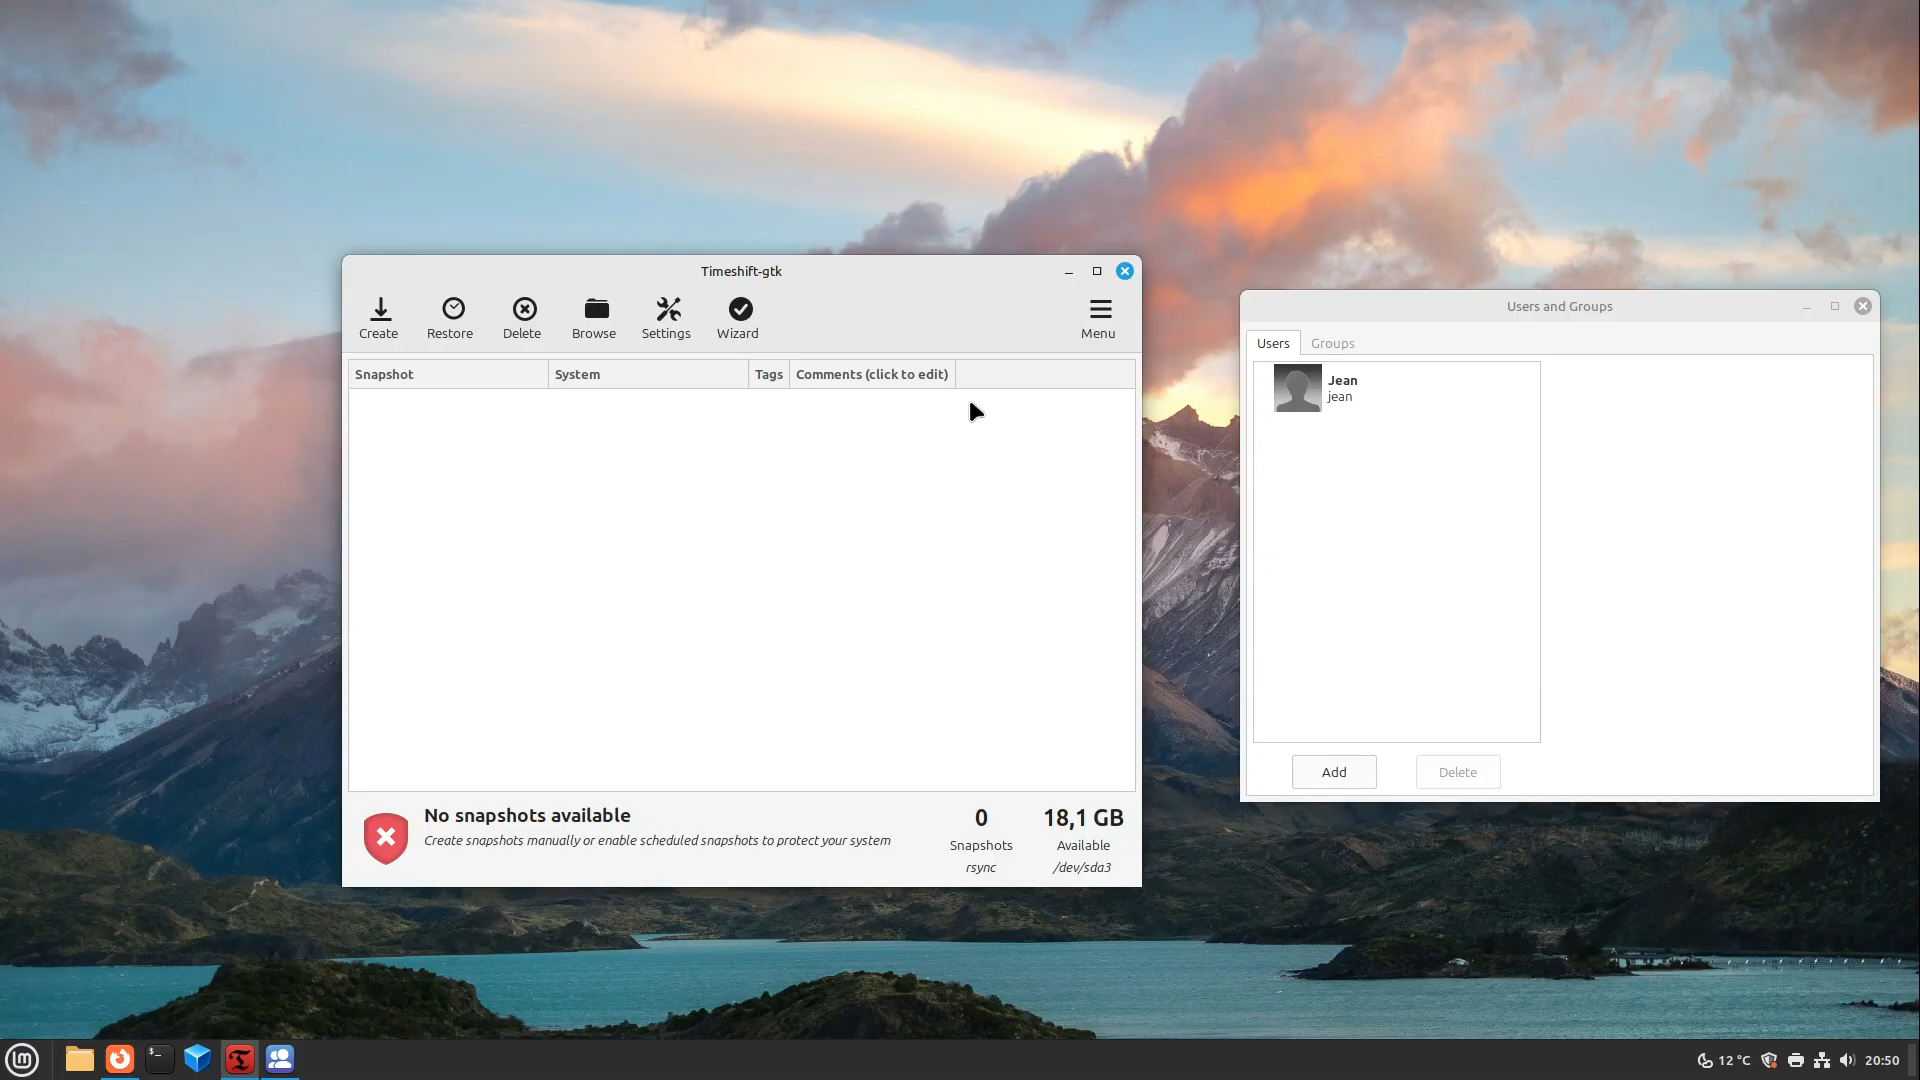 Timeshift-gtk
Create
Restore
Delete
Browse
Settings
Wizard
Menu
Snapshot
System
Tags
Comments (click to edit)
No snapshots available
Create snapshots manually or enable scheduled snapshots to protect your system
0
Snapshots
rsync
18,1 GB
Available
/dev/sda3
Users and Groups
Users
Groups
Jean
jean
Add
Delete
12 °C
20:50